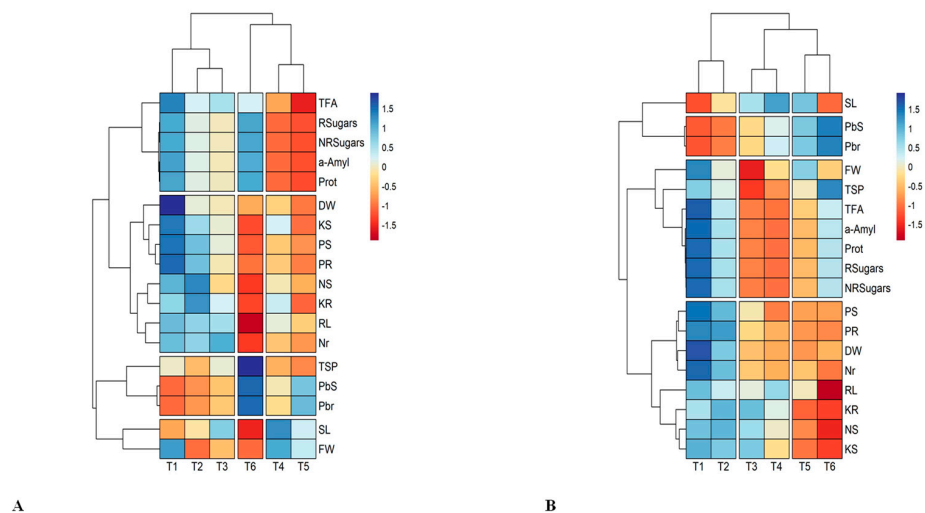 TFA
RSugars
NRSugars
a-Amyl
Prot
DW
KS
PS
PR
NS
KR
RL
Nr
TSP
PbS
Pbr
SL
FW
T1 T2 T3 T6 T4 T5
1.5
1
0.5
0
-0.5
-1
-1.5
A
SL
PbS
Pbr
FW
TSP
TFA
a-Amyl
Prot
RSugars
NRSugars
PS
PR
DW
Nr
RL
KR
NS
KS
T1 T2 T3 T4 T5 T6
1.5
1
0.5
0
-0.5
-1
-1.5
B